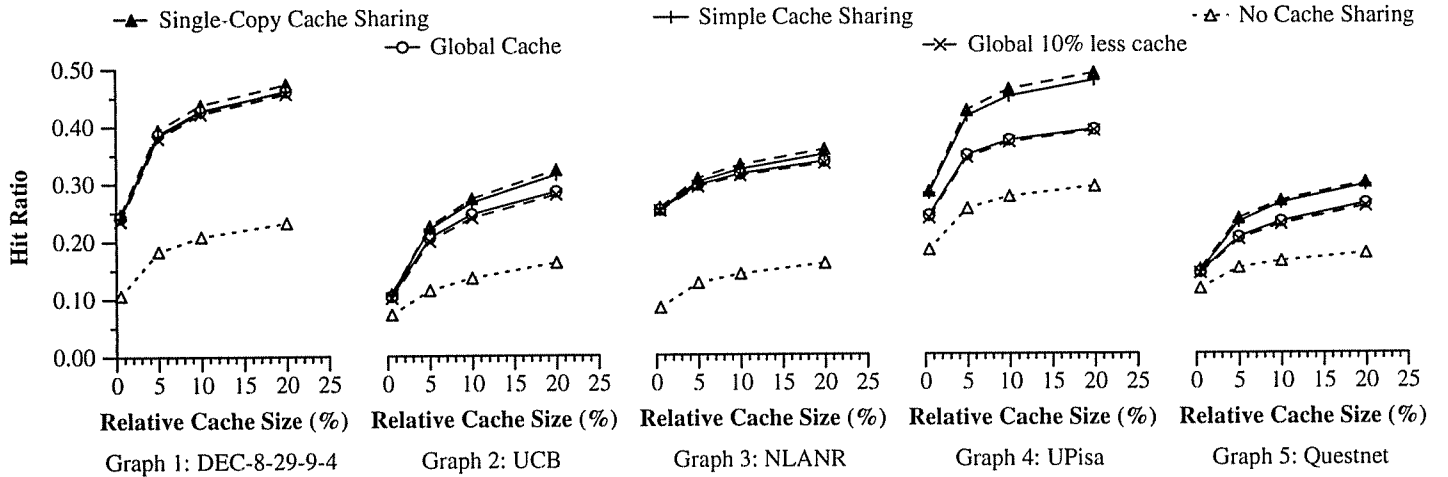 Single-Copy Cache Sharing
Simple Cache Sharing
No Cache Sharing
Global Cache
Global 10% less cache
Hit Ratio
0.50
0.40
0.30
0.20
0.10
0.00
0 5 10 15 20 25
0 5 10 15 20 25
0 5 10 15 20 25
0 5 10 15 20 25
0 5 10 15 20 25
Relative Cache Size (%)
Relative Cache Size (%)
Relative Cache Size (%)
Relative Cache Size (%)
Relative Cache Size (%)
Graph 1: DEC-8-29-9-4
Graph 2: UCB
Graph 3: NLANR
Graph 4: UPisa
Graph 5: Questnet